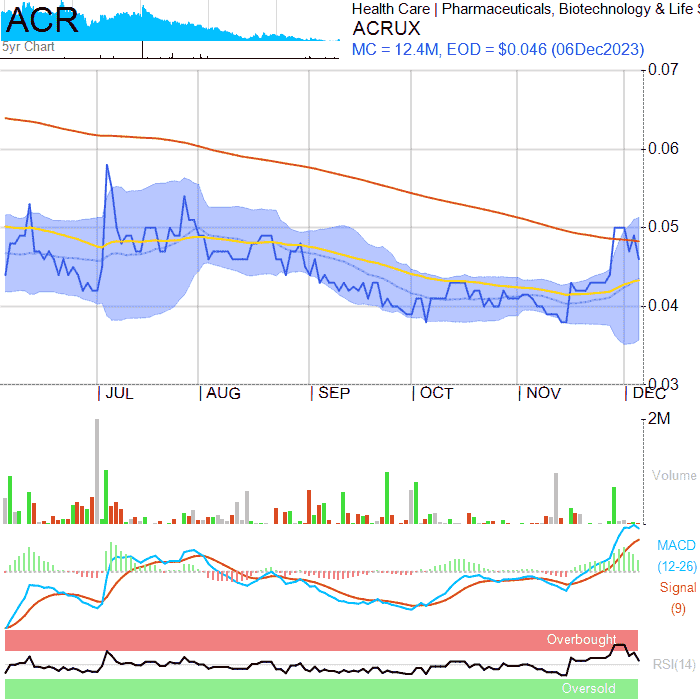 ACR
5yr Chart
Health Care | Pharmaceuticals, Biotechnology & Life S
ACRUX
MC = 12.4M, EOD = $0.046 (06Dec2023)
0.07
0.06
0.05
0.04
0.03
JUL AUG SEP OCT NOV DEC
2M
Volume
MACD
(12-26)
Signal
(9)
Overbought
RSI(14)
Oversold